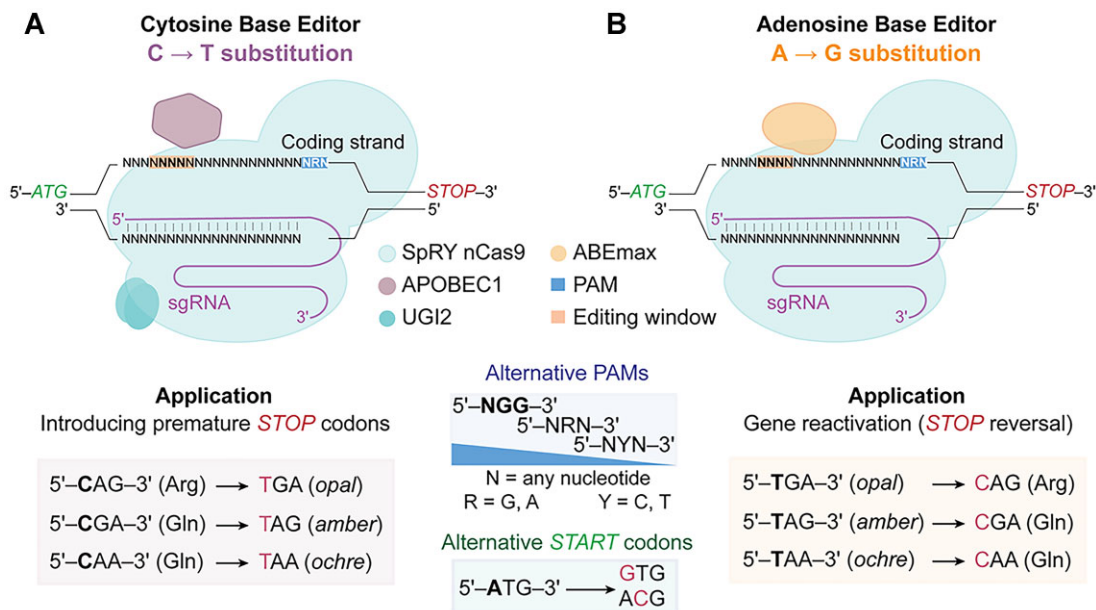 A
Cytosine Base Editor
C → T substitution
Coding strand
NNNNNNNNNNNNNNNNNNNNNRN
5'–ATG
STOP–3'
3'
5'
5'
NNNNNNNNNNNNNNNNNNNN
sgRNA
3'
SpRY nCas9
APOBEC1
UGI2
ABEmax
PAM
Editing window
B
Adenosine Base Editor
A → G substitution
Coding strand
NNNNNNNNNNNNNNNNNNNNNRN
5'–ATG
STOP–3'
3'
5'
5'
NNNNNNNNNNNNNNNNNNNN
sgRNA
3'
Application
Introducing premature STOP codons
5'–CAG–3' (Arg) → TGA (opal)
5'–CGA–3' (Gln) → TAG (amber)
5'–CAA–3' (Gln) → TAA (ochre)
Alternative PAMs
5'–NGG–3'
5'–NRN–3'
5'–NYN–3'
N = any nucleotide
R = G, A Y = C, T
Alternative START codons
5'–ATG–3' → GTG
ACG
Application
Gene reactivation (STOP reversal)
5'–TGA–3' (opal) → CAG (Arg)
5'–TAG–3' (amber) → CGA (Gln)
5'–TAA–3' (ochre) → CAA (Gln)